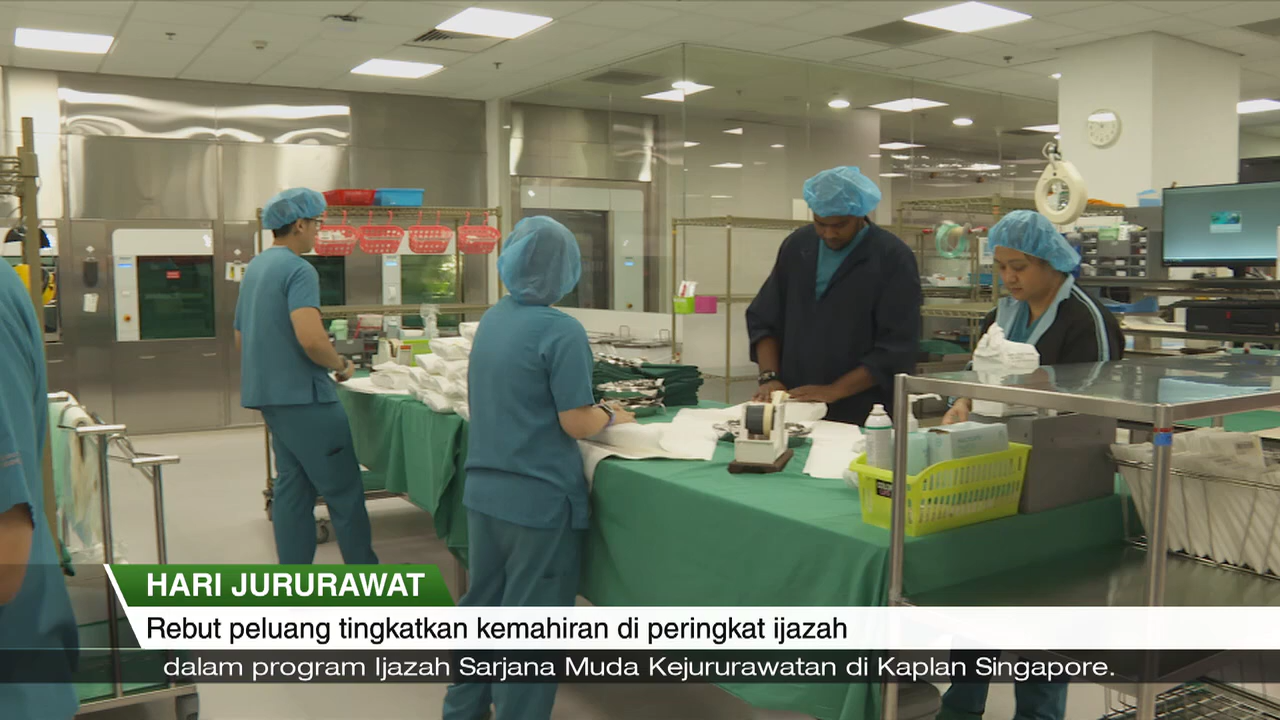 HARI JURURAWAT
Rebut peluang tingkatkan kemahiran di peringkat ijazah
dalam program Ijazah Sarjana Muda Kejururawatan di Kaplan Singapore.